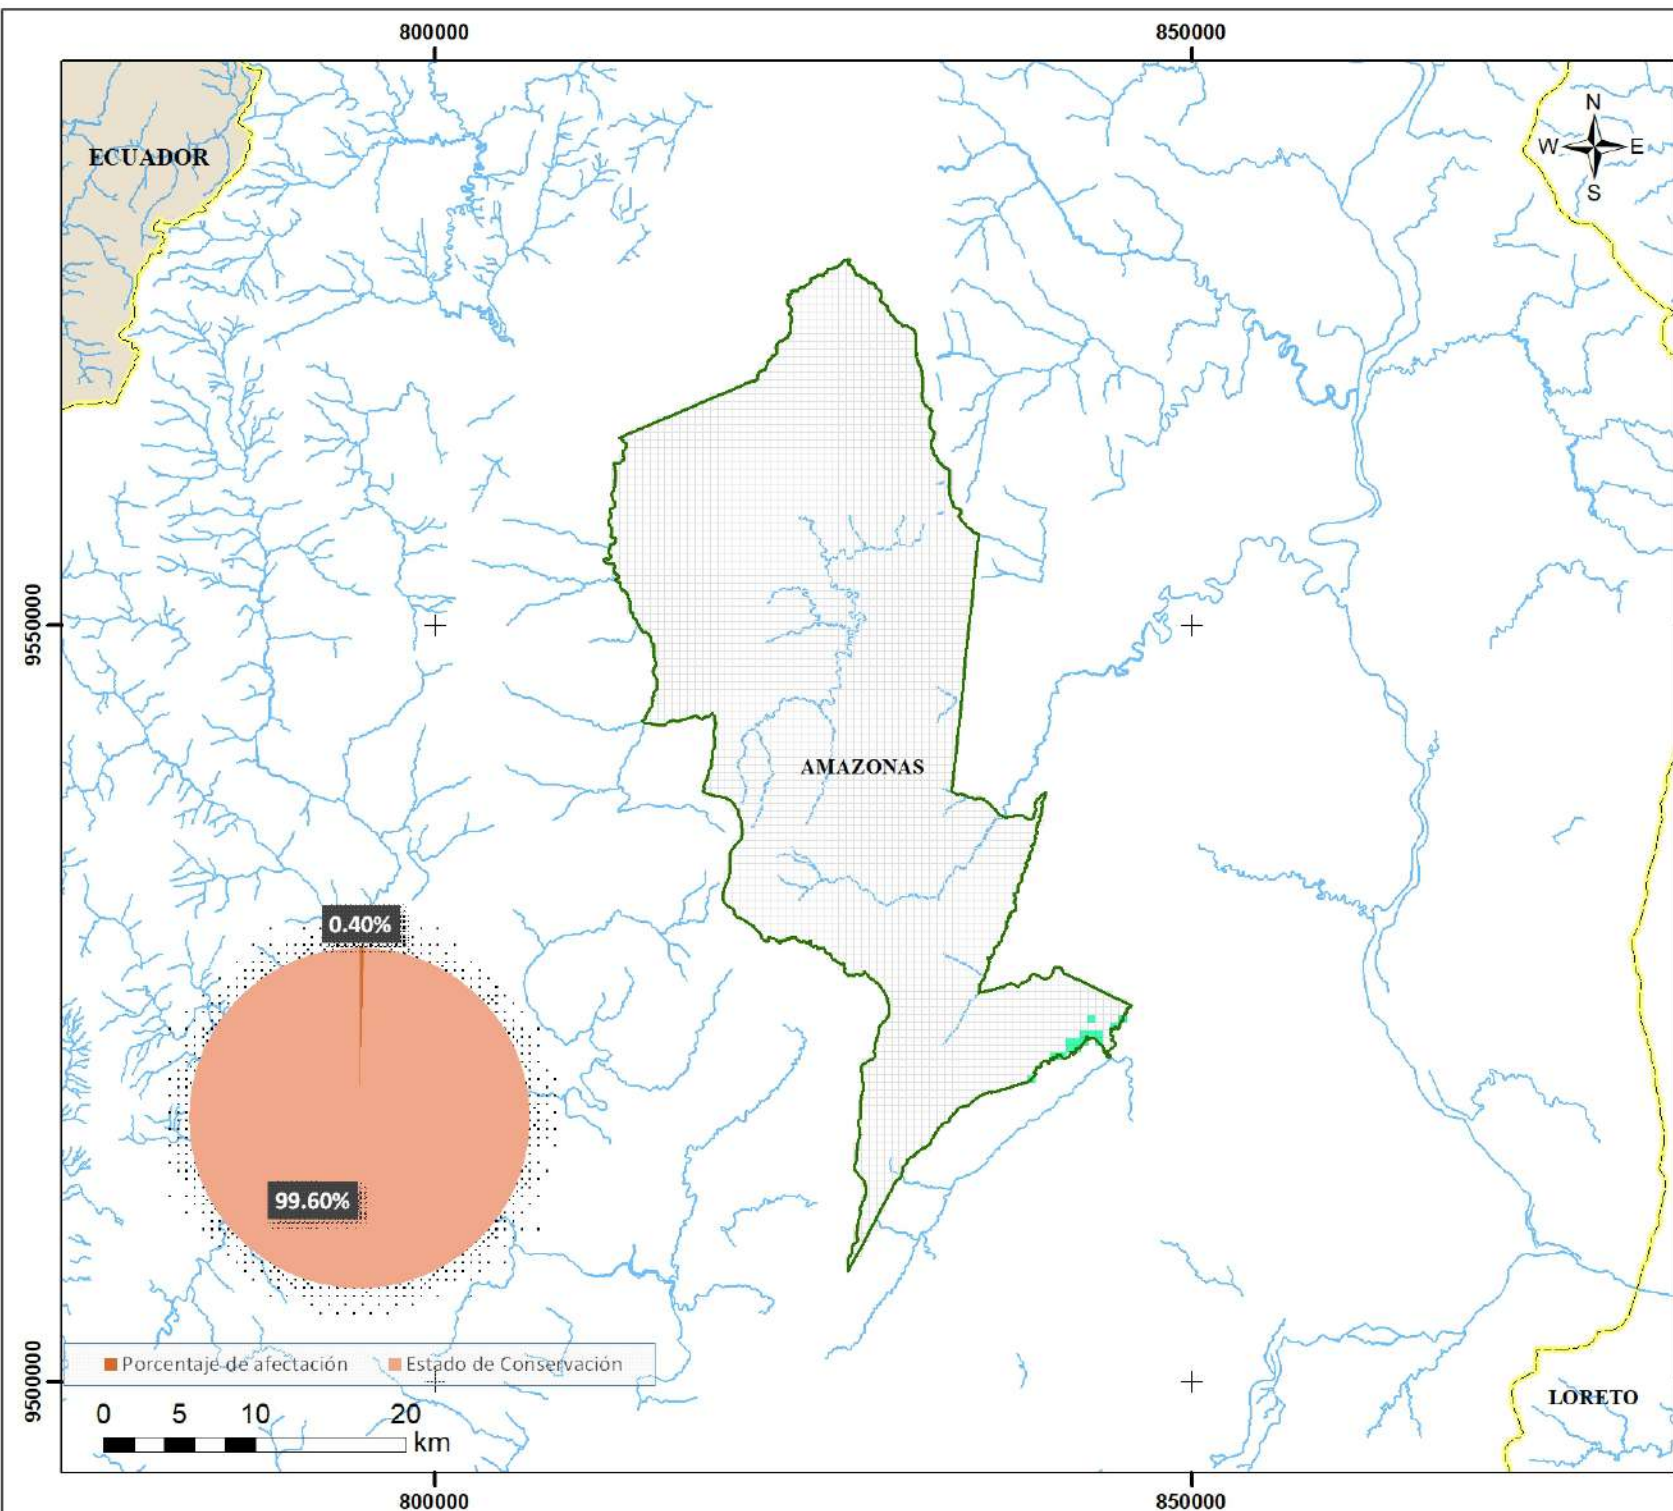 800000 850000
N
ECUADOR
W E
S
9550000
AMAZONAS
0.40%
99.60%
Porcentaje de afectación Estado de Conservación
9500000
LORETO
0 5 10 20
km
800000 850000